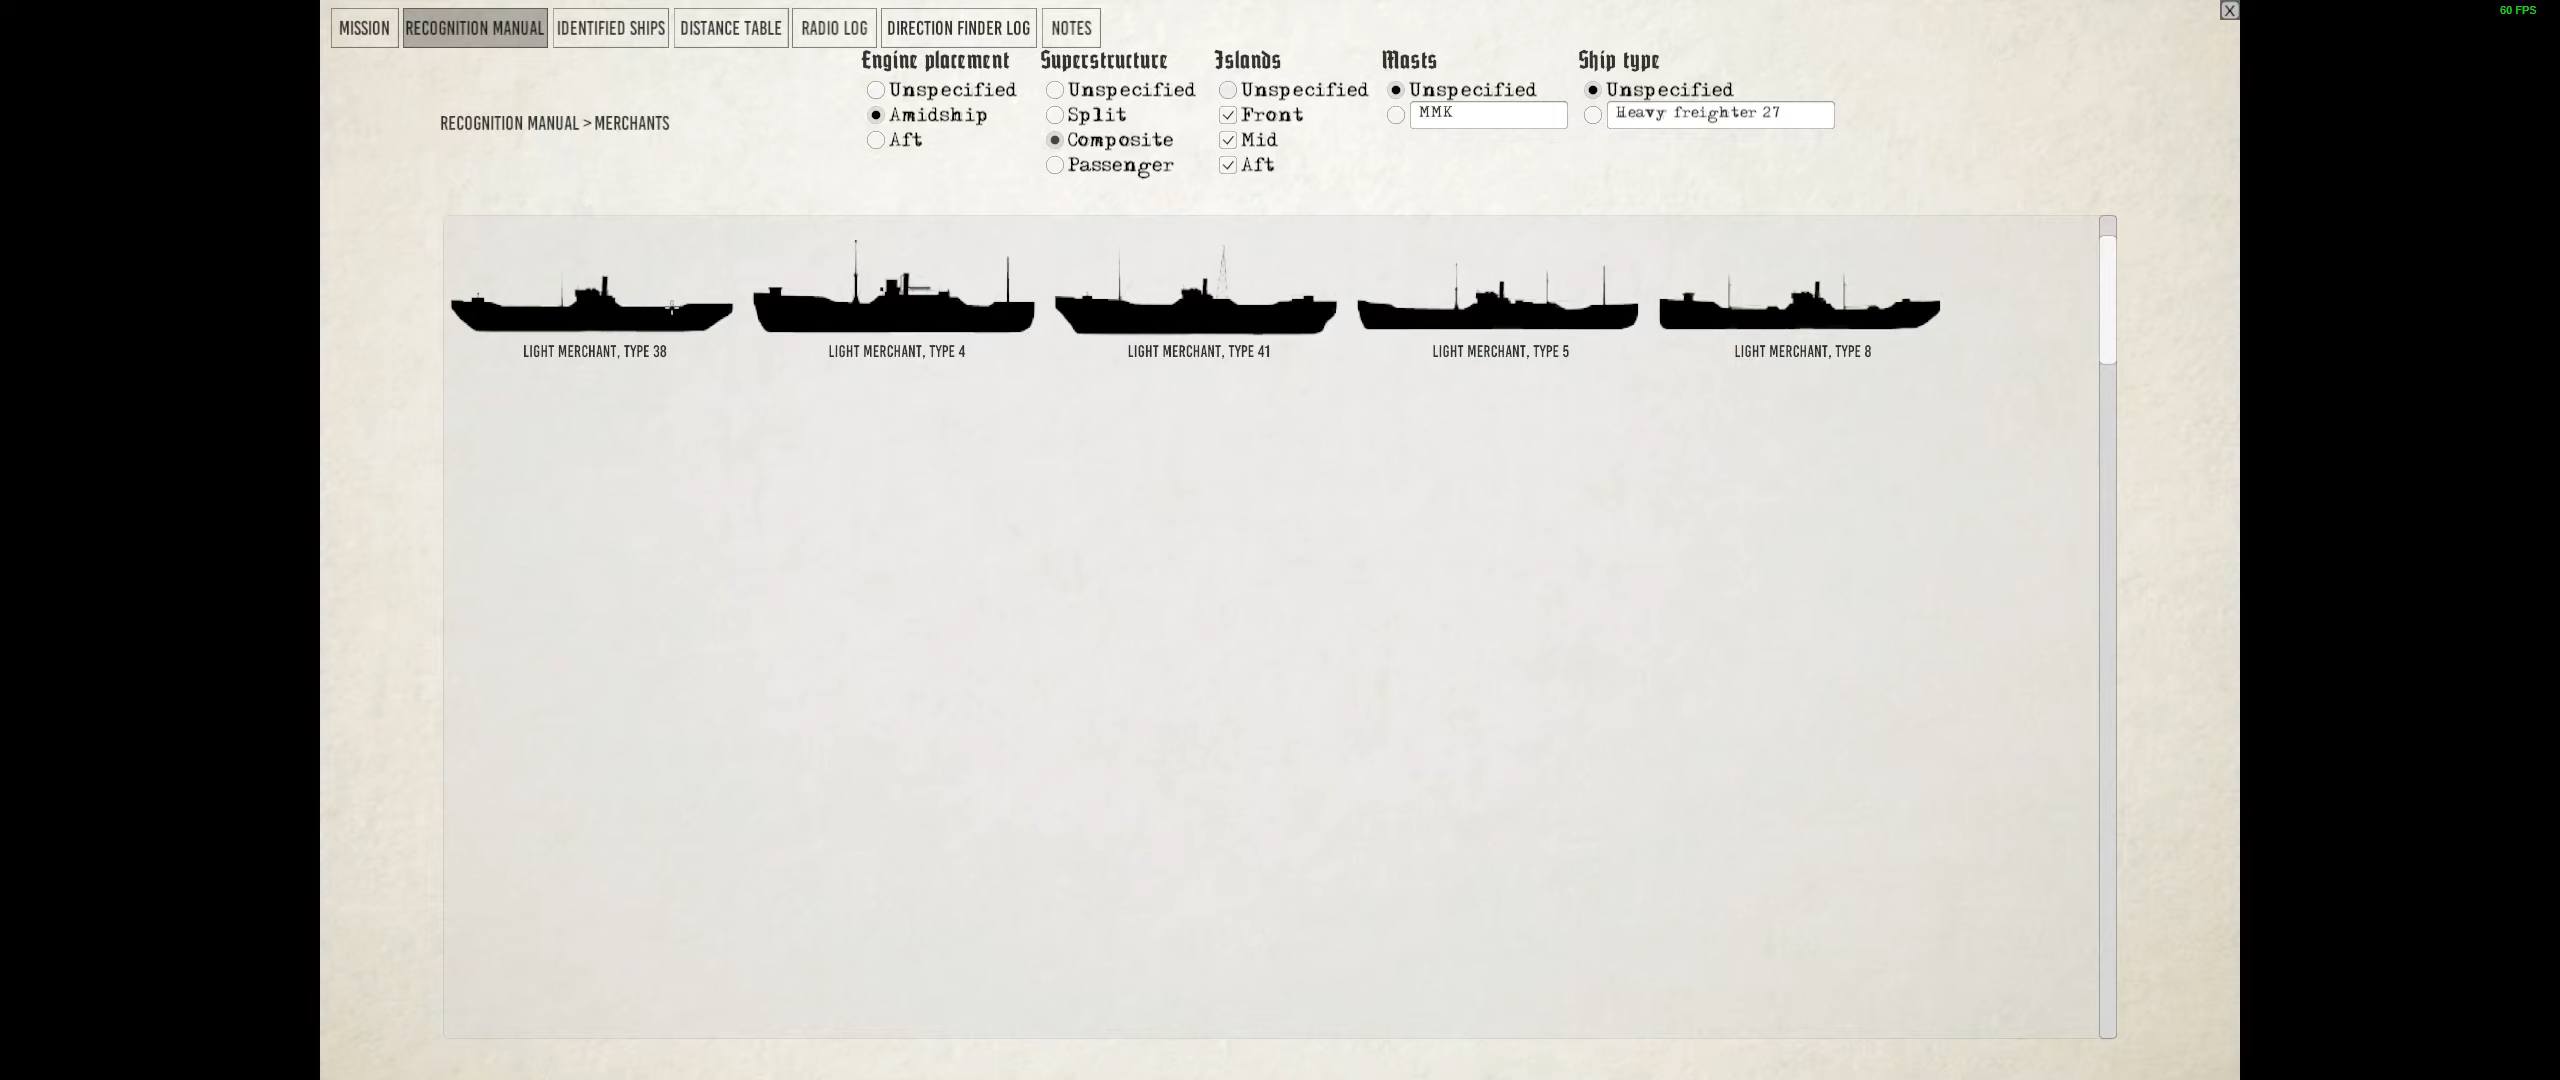 MISSION RECOGNITION MANUAL IDENTIFIED SHIPS DISTANCE TABLE RADIO LOG DIRECTION FINDER LOG NOTES X 60 FPS
Engine placement Superstructure Islands Masts Ship type
Unspecified Unspecified Unspecified Unspecified Unspecified
Amidship Split Front MMK Heavy freighter 27
RECOGNITION MANUAL > MERCHANTS
Aft Composite Mid
Passenger Aft
LIGHT MERCHANT, TYPE 38 LIGHT MERCHANT, TYPE 4 LIGHT MERCHANT, TYPE 41 LIGHT MERCHANT, TYPE 5 LIGHT MERCHANT, TYPE 8